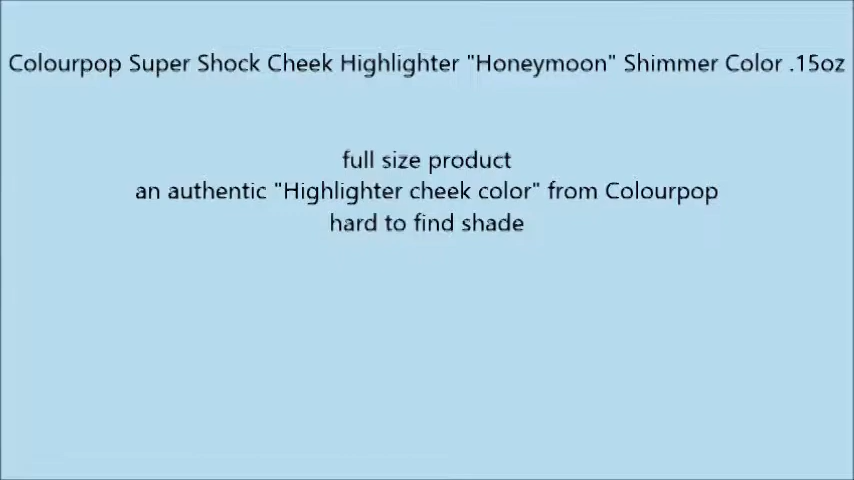 Colourpop Super Shock Cheek Highlighter "Honeymoon" Shimmer Color .15oz
full size product
an authentic "Highlighter cheek color" from Colourpop
hard to find shade